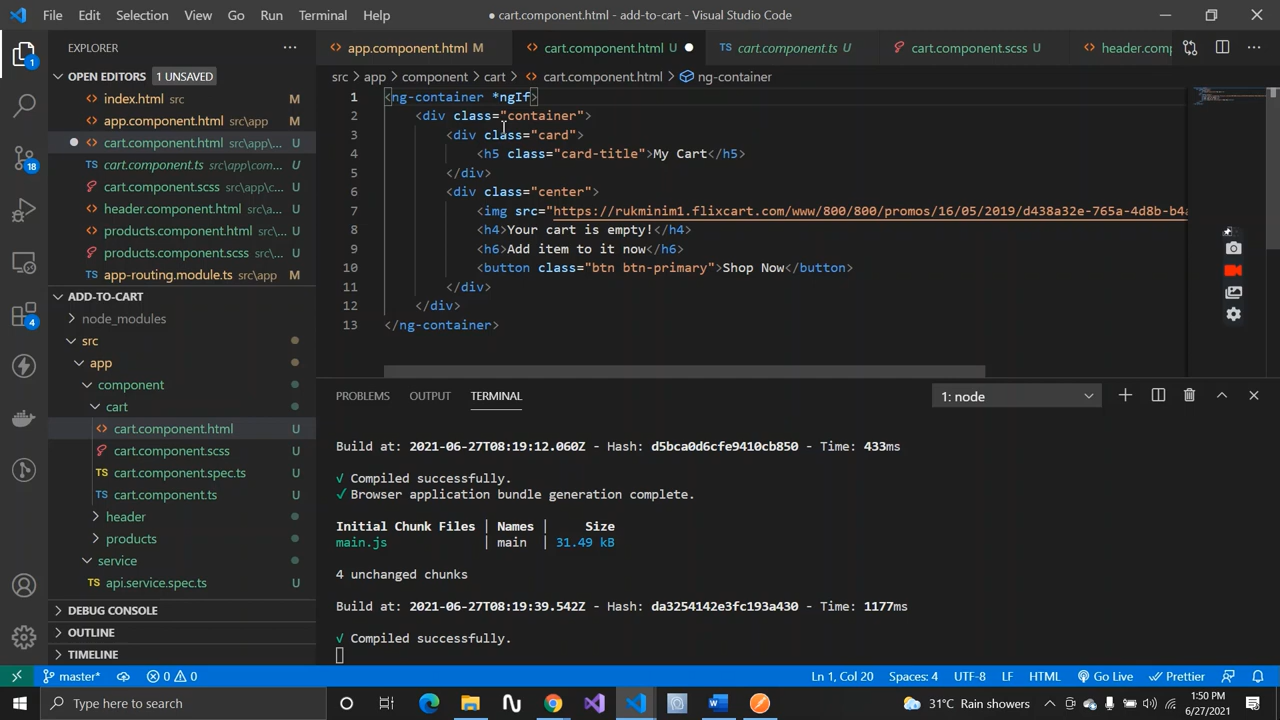 File Edit Selection View Go Run Terminal Help
● cart.component.html - add-to-cart - Visual Studio Code
EXPLORER
OPEN EDITORS 1 UNSAVED
index.html src M
app.component.html src\app M
cart.component.html src\app\... U
cart.component.ts src\app\com... U
cart.component.scss src\app\c... U
header.component.html src\ap... U
products.component.html src\... U
products.component.scss src\... U
app-routing.module.ts src\app M
ADD-TO-CART
node_modules
src
app
component
cart
cart.component.html U
cart.component.scss U
cart.component.spec.ts U
cart.component.ts U
header
products
service
api.service.spec.ts U
DEBUG CONSOLE
OUTLINE
TIMELINE
1
18
4
app.component.html M
cart.component.html U
TS cart.component.ts U
cart.component.scss U
header.comp
src > app > component > cart > cart.component.html > ng-container
1 <ng-container *ngIf>
2 <div class="container">
3 <div class="card">
4 <h5 class="card-title">My Cart</h5>
5 </div>
6 <div class="center">
7 <img src="https://rukminim1.flixcart.com/www/800/800/promos/16/05/2019/d438a32e-765a-4d8b-b4a
8 <h4>Your cart is empty!</h4>
9 <h6>Add item to it now</h6>
10 <button class="btn btn-primary">Shop Now</button>
11 </div>
12 </div>
13 </ng-container>
PROBLEMS OUTPUT TERMINAL
1: node
Build at: 2021-06-27T08:19:12.060Z - Hash: d5bca0d6cfe9410cb850 - Time: 433ms
√ Compiled successfully.
√ Browser application bundle generation complete.
Initial Chunk Files | Names | Size
main.js | main | 31.49 kB
4 unchanged chunks
Build at: 2021-06-27T08:19:39.542Z - Hash: da3254142e3fc193a430 - Time: 1177ms
√ Compiled successfully.
master* 0 0
Ln 1, Col 20 Spaces: 4 UTF-8 LF HTML Go Live Prettier
Type here to search
31°C Rain showers
1:50 PM
6/27/2021
3